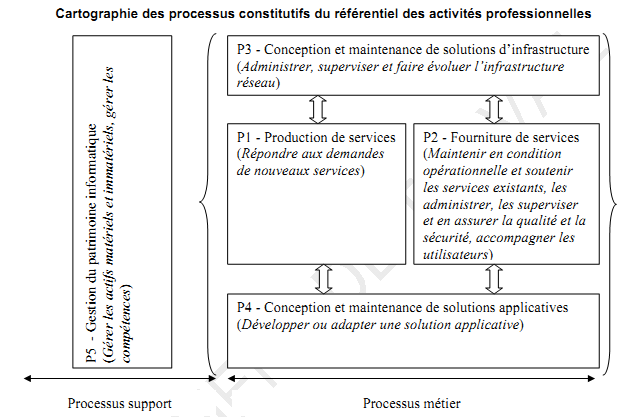 Cartographie des processus constitutifs du référentiel des activités professionnelles
P5 - Gestion du patrimoine informatique
(Gérer les actifs matériels et immatériels, gérer les
compétences)
P3 - Conception et maintenance de solutions d’infrastructure
(Administrer, superviser et faire évoluer l’infrastructure
réseau)
P1 - Production de services
(Répondre aux demandes
de nouveaux services)
P2 - Fourniture de services
(Maintenir en condition
opérationnelle et soutenir
les services existants, les
administrer, les superviser
et en assurer la qualité et la
sécurité, accompagner les
utilisateurs)
P4 - Conception et maintenance de solutions applicatives
(Développer ou adapter une solution applicative)
Processus support
Processus métier